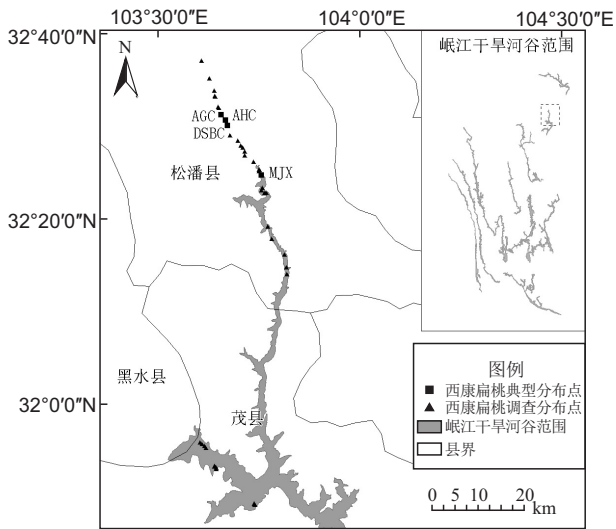 103°30′0″E
104°0′0″E
104°30′0″E
32°40′0″N
32°20′0″N
32°0′0″N
N
岷江干旱河谷范围
AGC
AHC
DSBC
MJX
松潘县
黑水县
茂县
图例
西康扁桃典型分布点
西康扁桃调查分布点
岷江干旱河谷范围
县界
0 5 10 20
km